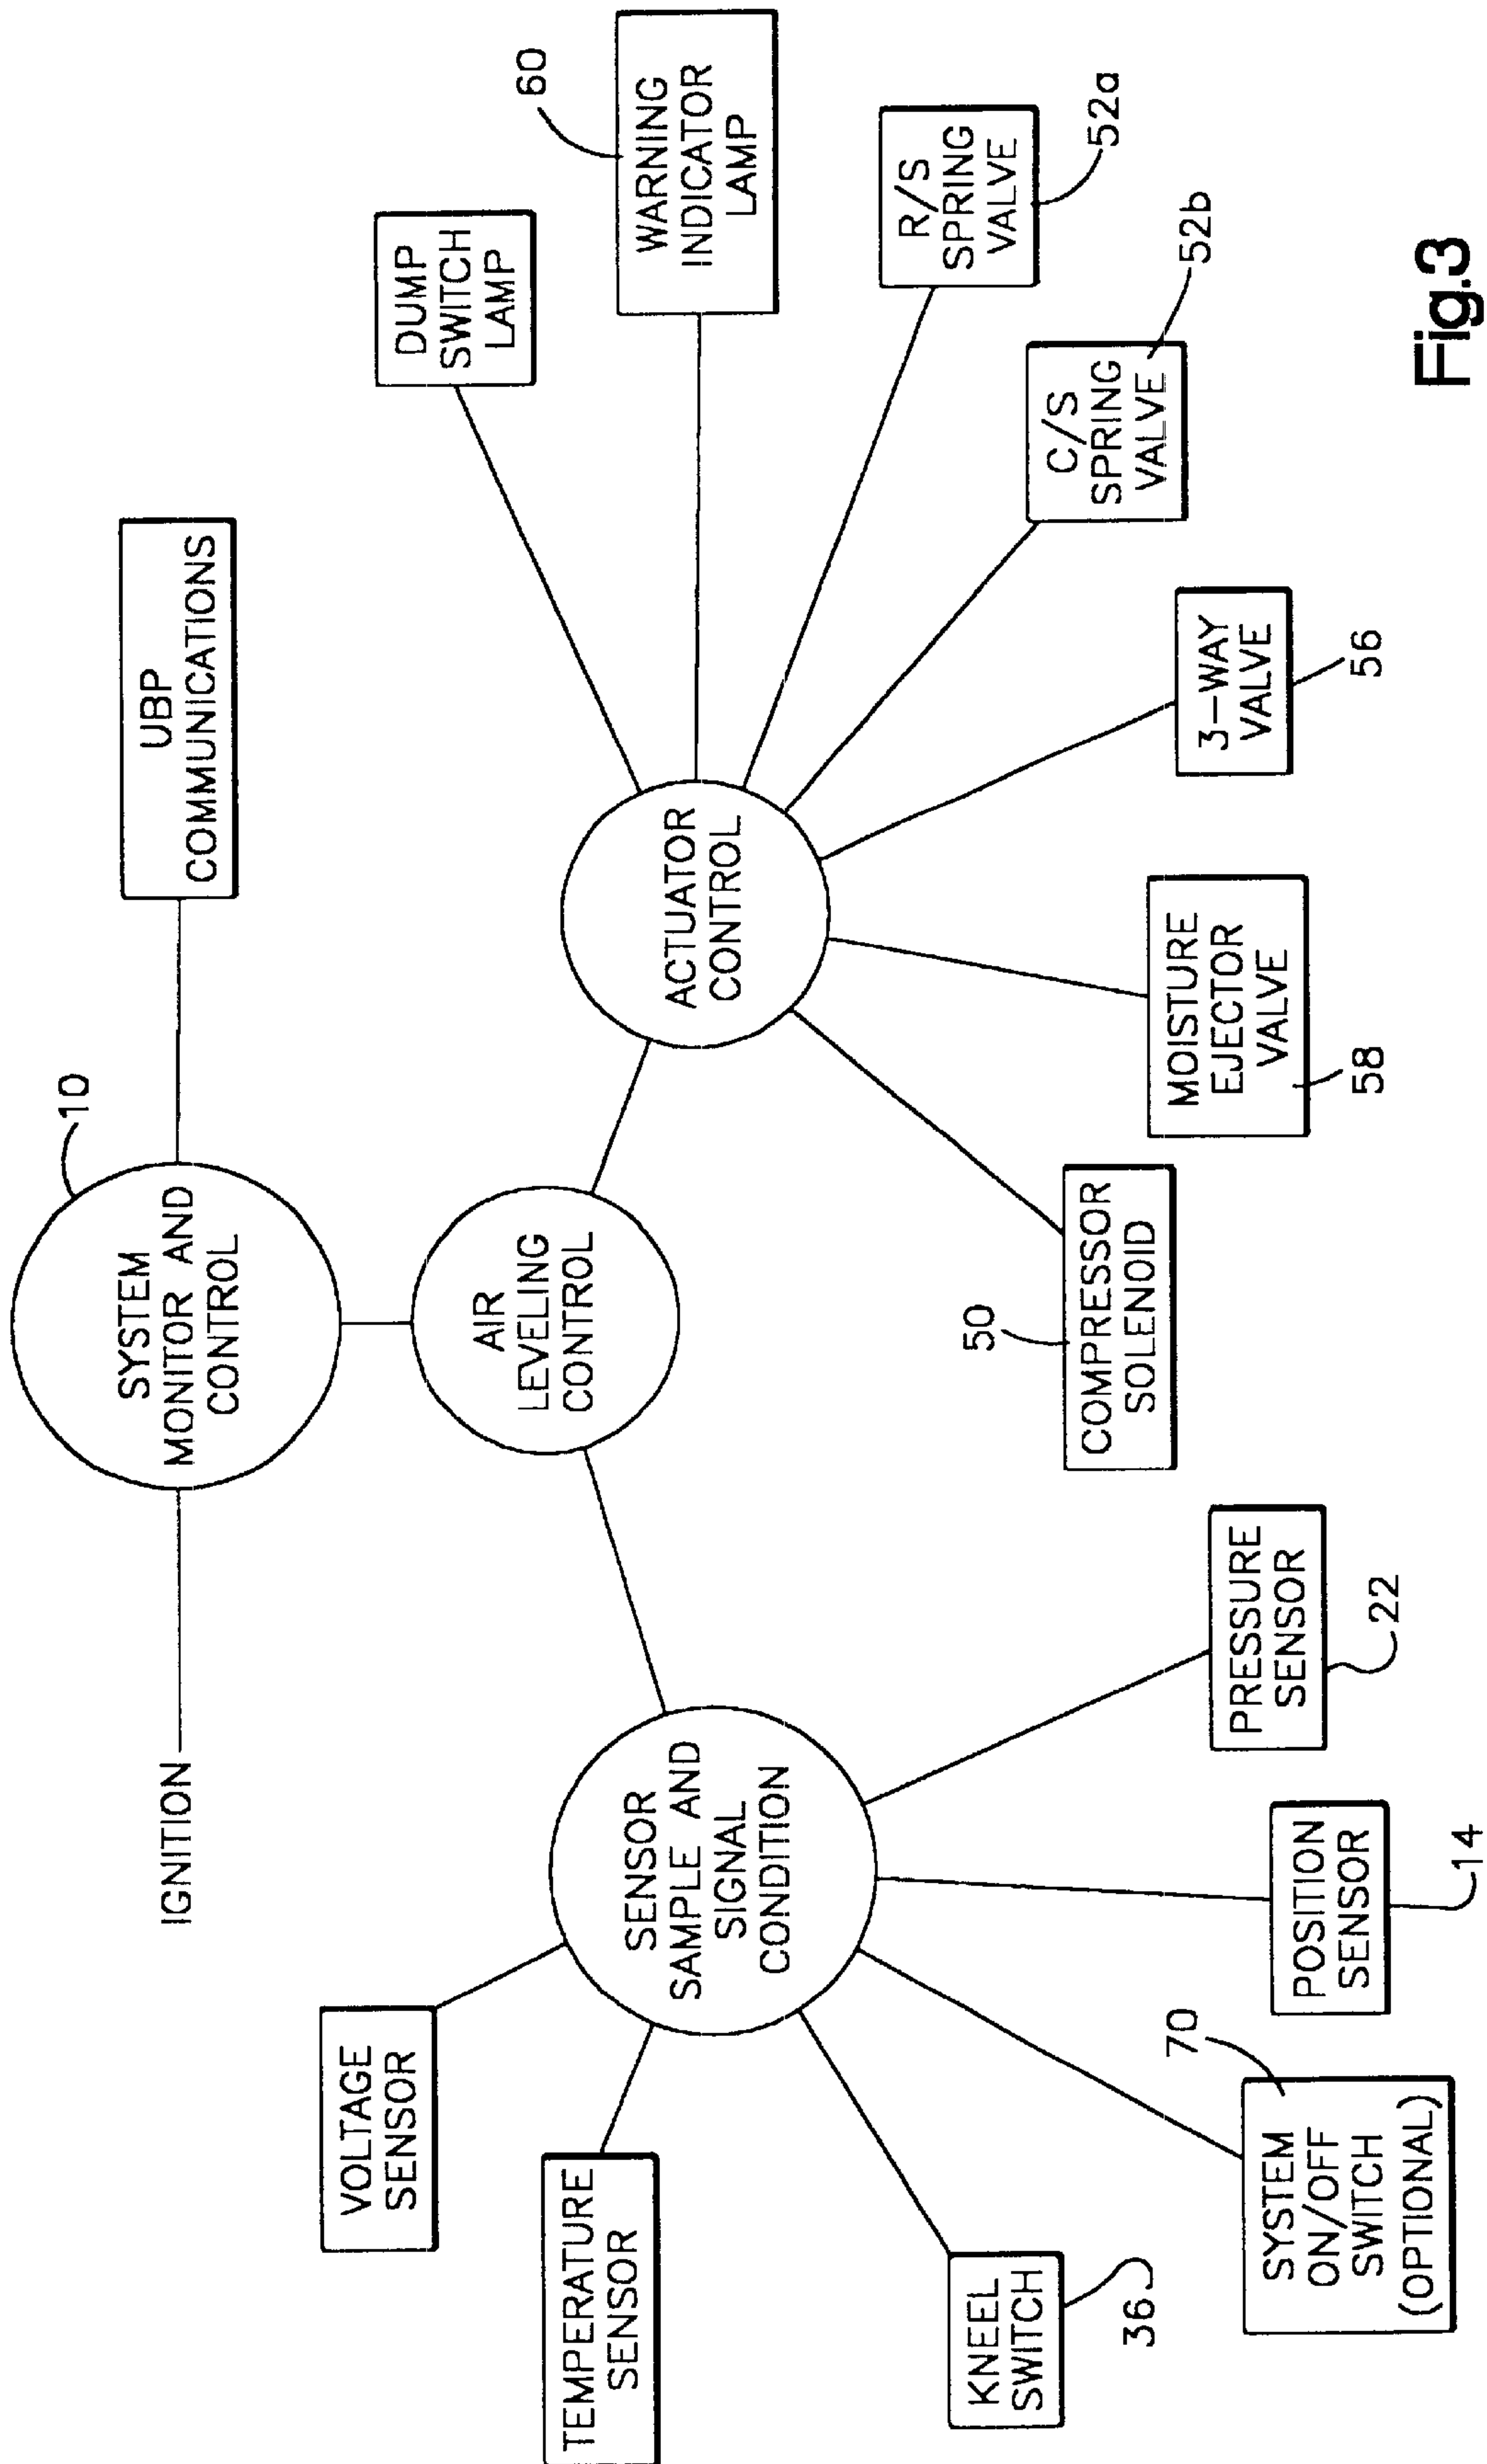 10
SYSTEM
MONITOR AND
CONTROL
IGNITION
UBP
COMMUNICATIONS
AIR
LEVELING
CONTROL
VOLTAGE
SENSOR
TEMPERATURE
SENSOR
SENSOR
SAMPLE AND
SIGNAL
CONDITION
KNEEL
SWITCH
36
70
SYSTEM
ON/OFF
SWITCH
(OPTIONAL)
POSITION
SENSOR
14
PRESSURE
SENSOR
22
ACTUATOR
CONTROL
DUMP
SWITCH
LAMP
60
WARNING
INDICATOR
LAMP
R/S
SPRING
VALVE
52a
C/S
SPRING
VALVE
52b
3-WAY
VALVE
56
MOISTURE
EJECTOR
VALVE
58
50
COMPRESSOR
SOLENOID
Fig.3